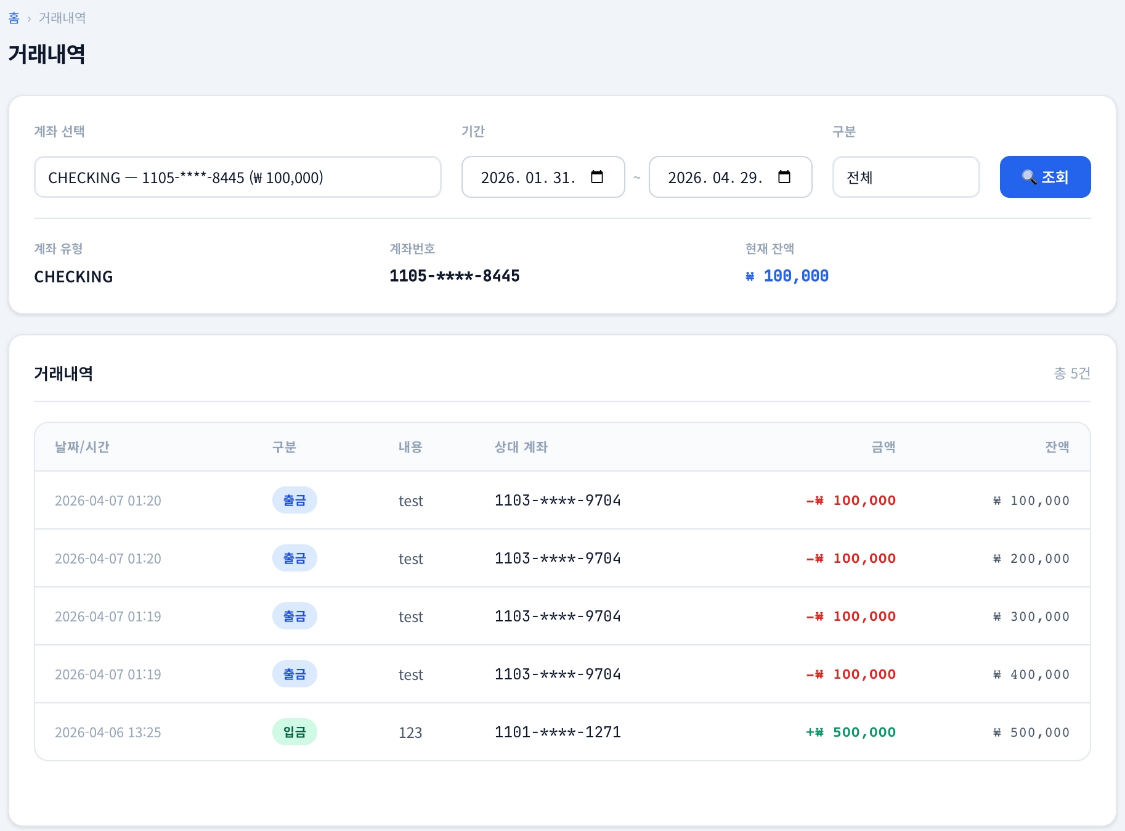 홈 › 거래내역
거래내역
계좌 선택 기간 구분
CHECKING — 1105-****-8445 (₩ 100,000) 2026. 01. 31. ~ 2026. 04. 29. 전체 🔍 조회
계좌 유형 계좌번호 현재 잔액
CHECKING 1105-****-8445 ₩ 100,000
거래내역 총 5건
날짜/시간 구분 내용 상대 계좌 금액 잔액
2026-04-07 01:20 출금 test 1103-****-9704 −₩ 100,000 ₩ 100,000
2026-04-07 01:20 출금 test 1103-****-9704 −₩ 100,000 ₩ 200,000
2026-04-07 01:19 출금 test 1103-****-9704 −₩ 100,000 ₩ 300,000
2026-04-07 01:19 출금 test 1103-****-9704 −₩ 100,000 ₩ 400,000
2026-04-06 13:25 입금 123 1101-****-1271 +₩ 500,000 ₩ 500,000